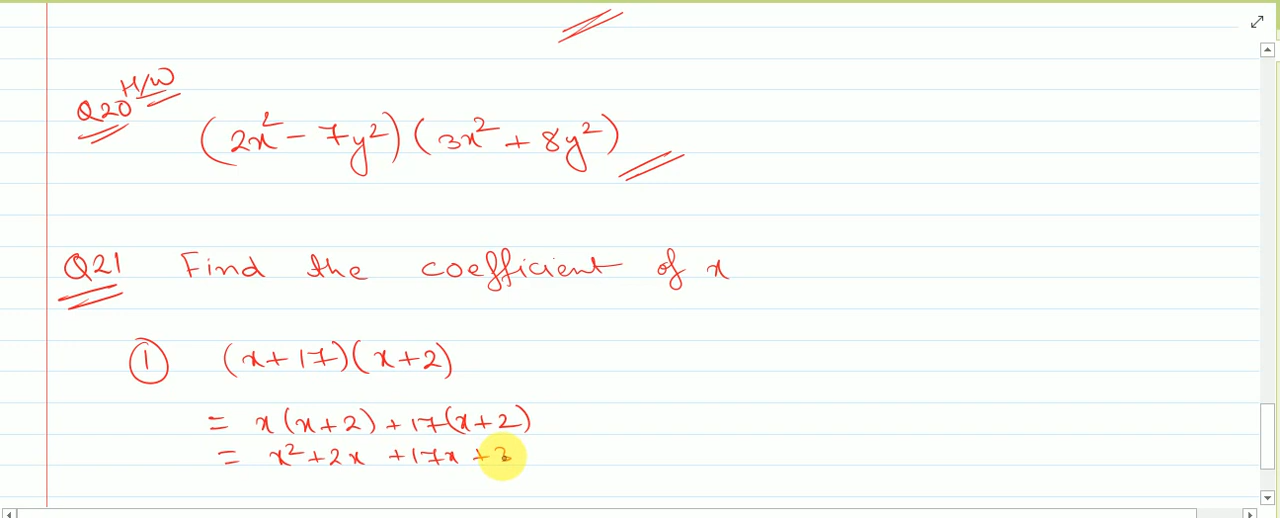 Q20 H/W
(2x² - 7y²)(3x² + 8y²)
Q21 Find the coefficient of x
① (x+17)(x+2)
= x(x+2) +17(x+2)
= x² +2x +17x +3